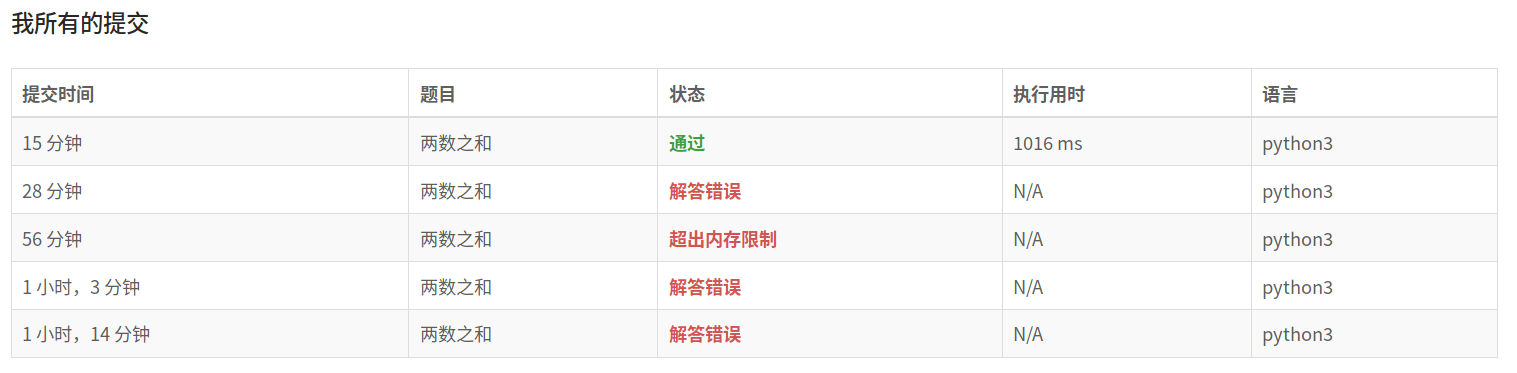 我所有的提交
提交时间 题目 状态 执行用时 语言
15 分钟 两数之和 通过 1016 ms python3
28 分钟 两数之和 解答错误 N/A python3
56 分钟 两数之和 超出内存限制 N/A python3
1 小时，3 分钟 两数之和 解答错误 N/A python3
1 小时，14 分钟 两数之和 解答错误 N/A python3